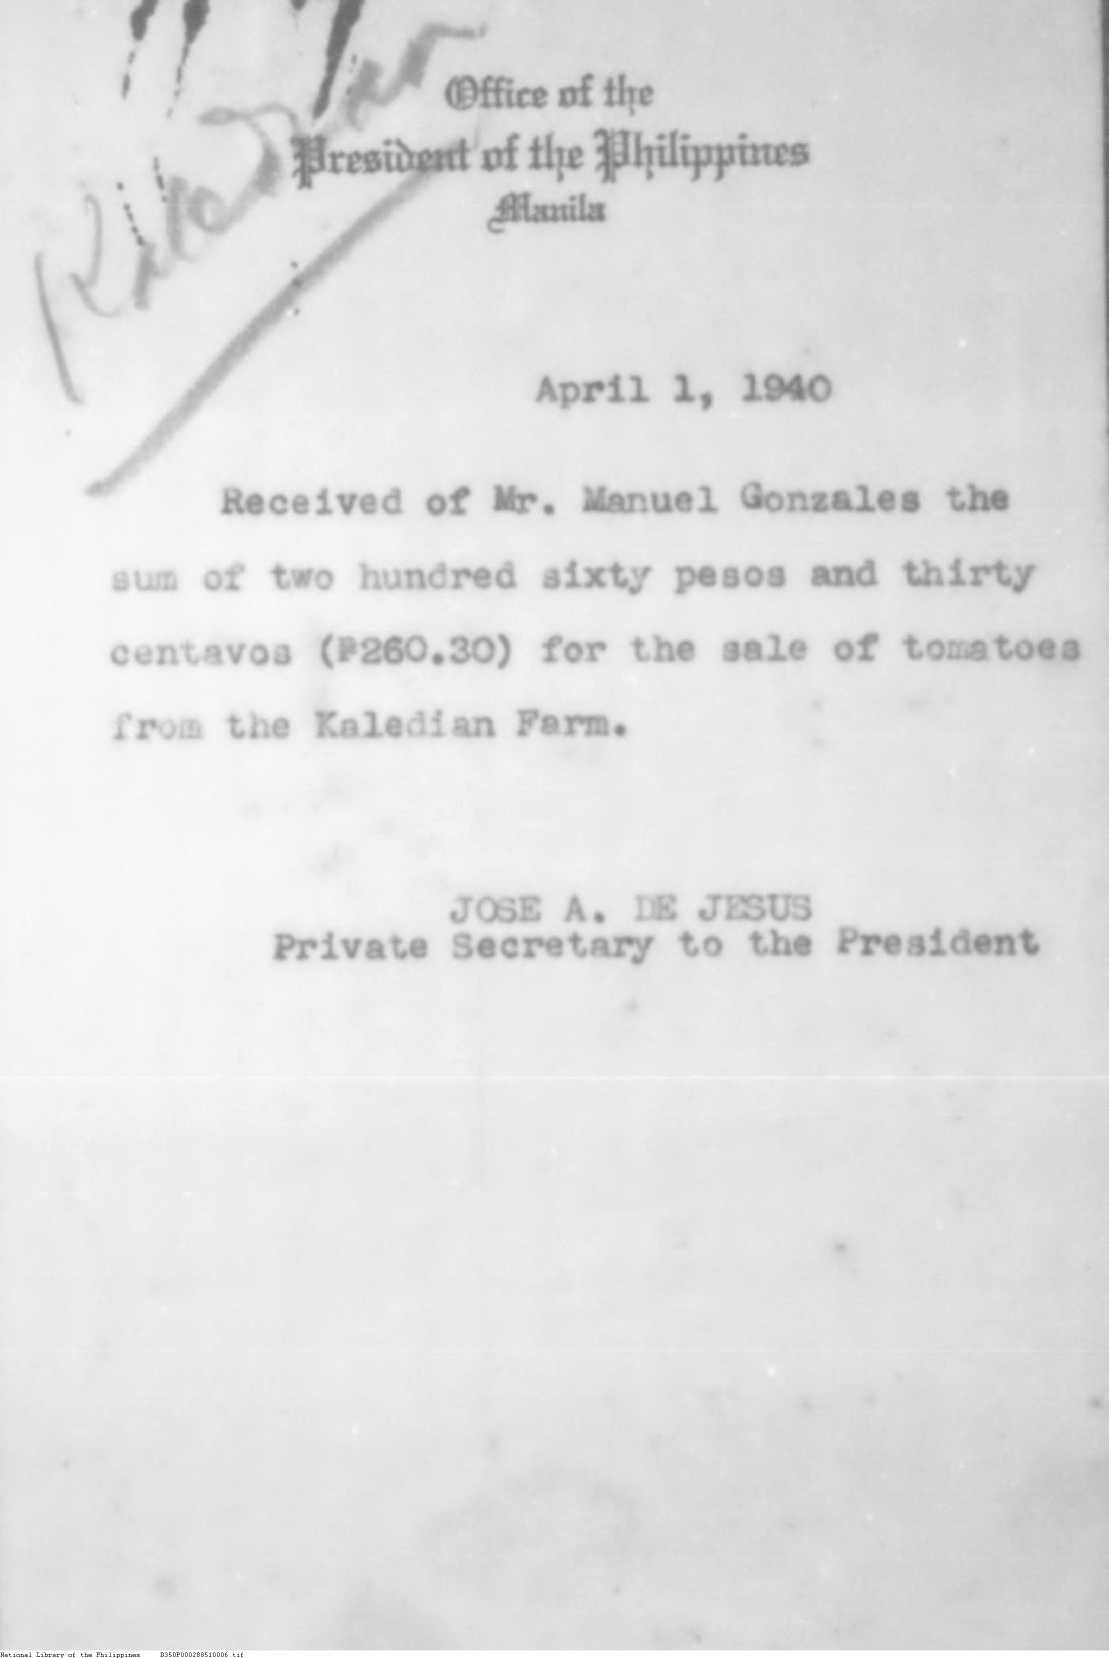 Office of the
President of the Philippines
Manila
April 1, 1940
Received of Mr. Manuel Gonzales the
sum of two hundred sixty pesos and thirty
centavos (₱260.30) for the sale of tomatoes
from the Kaledian Farm.
JOSE A. DE JESUS
Private Secretary to the President
National Library of the Philippines D350P000288510006.tif